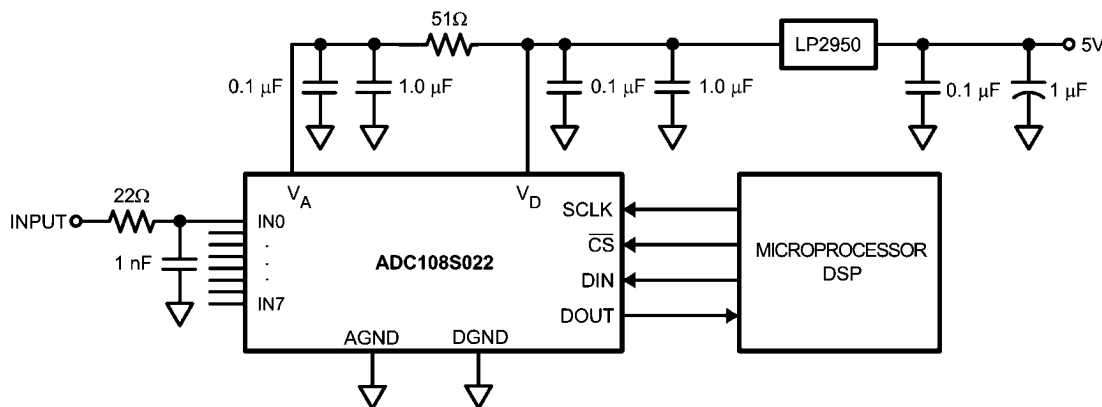 51Ω
LP2950
5V
0.1 µF
1.0 µF
0.1 µF
1.0 µF
0.1 µF
1 µF
22Ω
INPUT
1 nF
V_A
V_D
IN0
.
.
.
IN7
ADC108S022
SCLK
C̅S̅
DIN
DOUT
AGND
DGND
MICROPROCESSOR
DSP